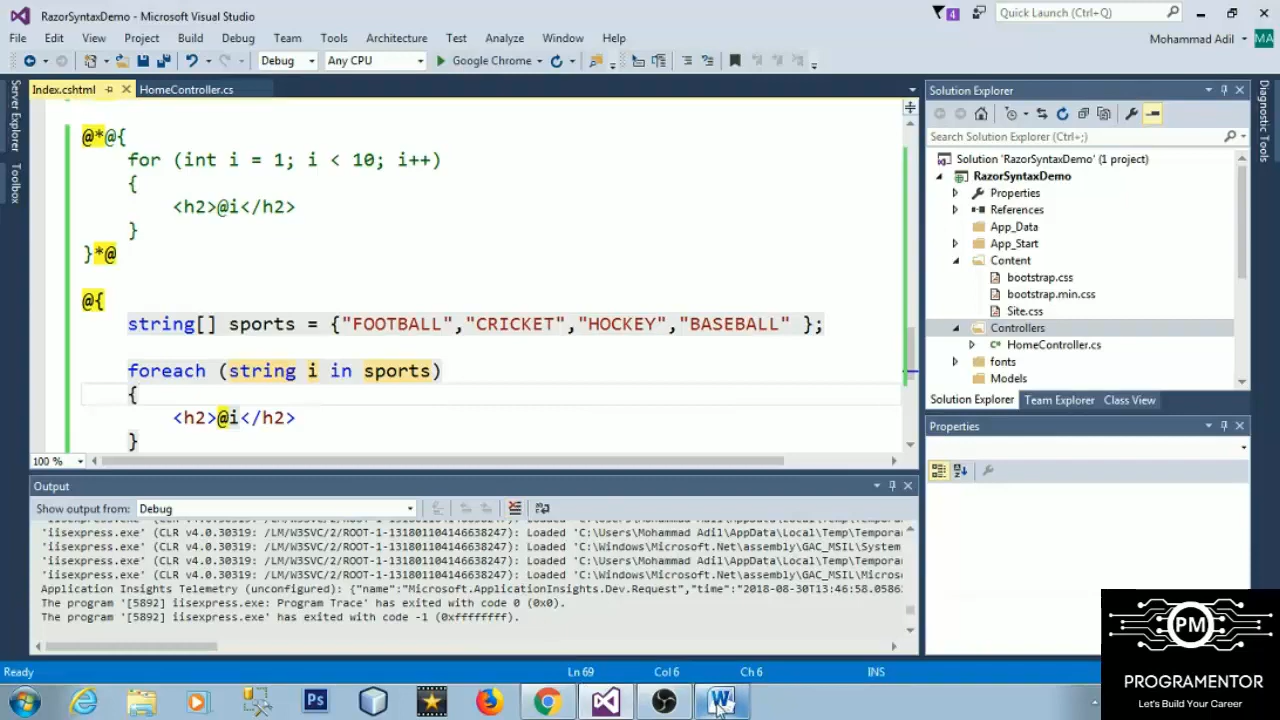 RazorSyntaxDemo - Microsoft Visual Studio
4
Quick Launch (Ctrl+Q)
File Edit View Project Build Debug Team Tools Architecture Test Analyze Window Help
Mohammad Adil
MA
Debug Any CPU Google Chrome
Server Explorer
Toolbox
Index.cshtml HomeController.cs
@*@{
for (int i = 1; i < 10; i++)
{
<h2>@i</h2>
}
}*@
@{
string[] sports = {"FOOTBALL","CRICKET","HOCKEY","BASEBALL" };
foreach (string i in sports)
{
<h2>@i</h2>
}
100 %
Solution Explorer
Search Solution Explorer (Ctrl+;)
Solution 'RazorSyntaxDemo' (1 project)
RazorSyntaxDemo
Properties
References
App_Data
App_Start
Content
bootstrap.css
bootstrap.min.css
Site.css
Controllers
HomeController.cs
fonts
Models
Solution Explorer Team Explorer Class View
Properties
Diagnostic Tools
Output
Show output from: Debug
'iisexpress.exe' (CLR v4.0.30319: /LM/W3SVC/2/ROOT-1-131801104146638247): Loaded 'C:\Users\Mohammad Adil\AppData\Local\Temp\Tempora
'iisexpress.exe' (CLR v4.0.30319: /LM/W3SVC/2/ROOT-1-131801104146638247): Loaded 'C:\Windows\Microsoft.Net\assembly\GAC_MSIL\System
'iisexpress.exe' (CLR v4.0.30319: /LM/W3SVC/2/ROOT-1-131801104146638247): Loaded 'C:\Users\Mohammad Adil\AppData\Local\Temp\Tempora
'iisexpress.exe' (CLR v4.0.30319: /LM/W3SVC/2/ROOT-1-131801104146638247): Loaded 'C:\Windows\Microsoft.Net\assembly\GAC_MSIL\Microso
Application Insights Telemetry (unconfigured): {"name":"Microsoft.ApplicationInsights.Dev.Request","time":"2018-08-30T13:46:58.0586
The program '[5892] iisexpress.exe: Program Trace' has exited with code 0 (0x0).
The program '[5892] iisexpress.exe' has exited with code -1 (0xffffffff).
Ready Ln 69 Col 6 Ch 6 INS
Ps
W
PM
PROGRAMENTOR
Let's Build Your Career